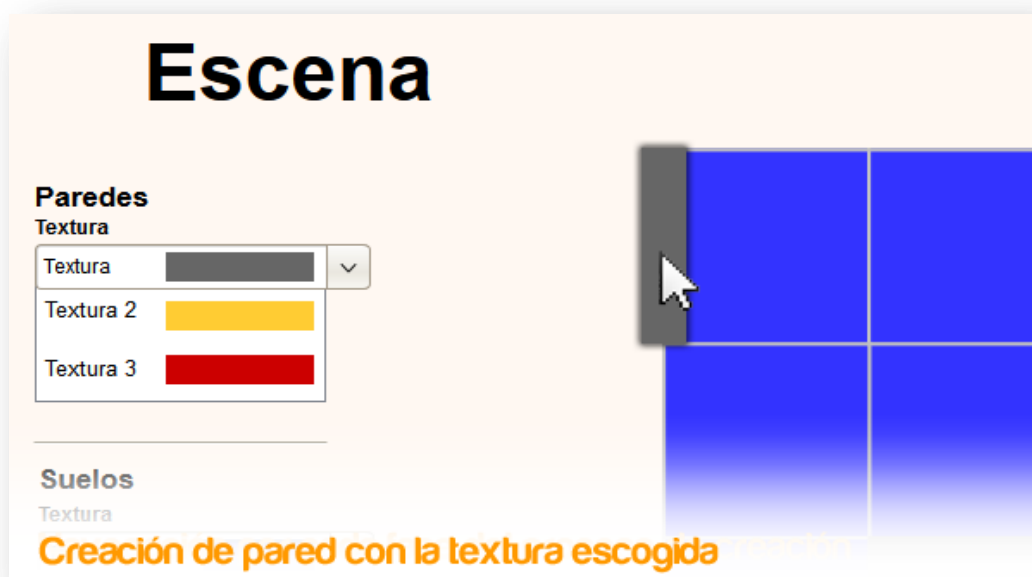 Escena
Paredes
Textura
Textura
Textura 2
Textura 3
Suelos
Textura
Creación de pared con la textura escogida